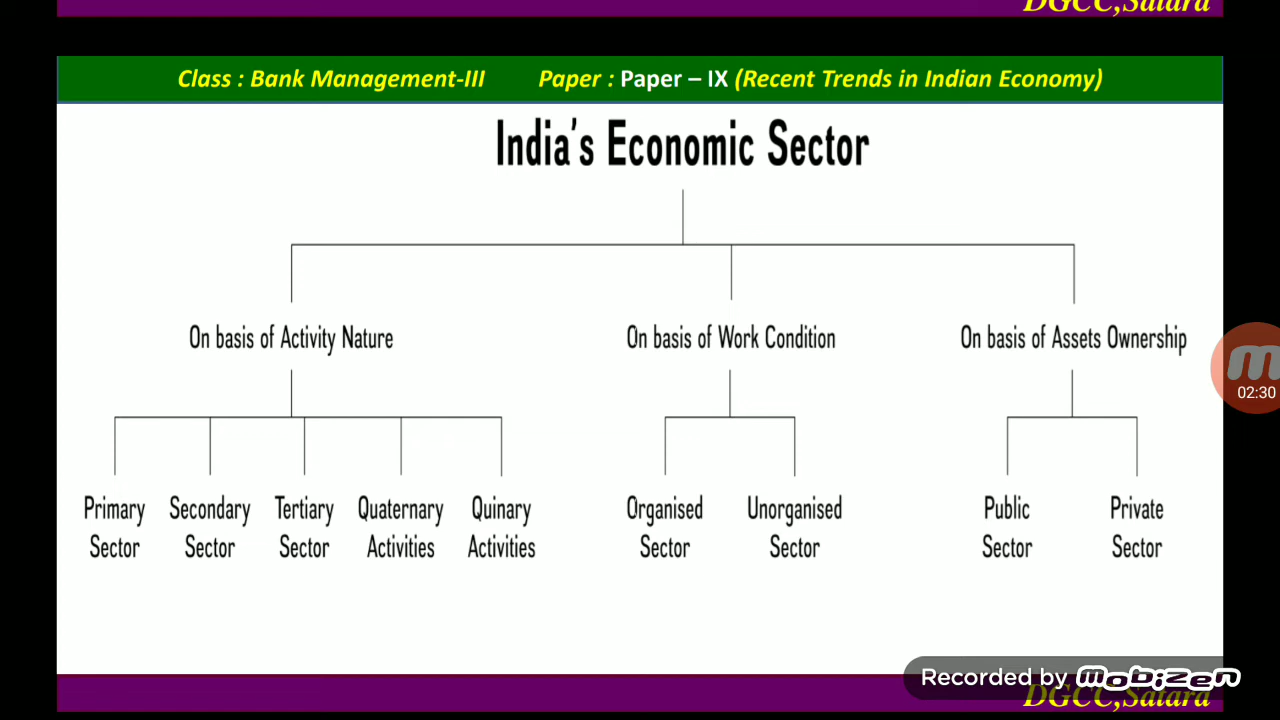 DGCC,Satara
Class : Bank Management-III Paper : Paper – IX (Recent Trends in Indian Economy)
India's Economic Sector
On basis of Activity Nature On basis of Work Condition On basis of Assets Ownership
02:30
Primary Sector
Secondary Sector
Tertiary Sector
Quaternary Activities
Quinary Activities
Organised Sector
Unorganised Sector
Public Sector
Private Sector
Recorded by Mobizen
DGCC,Satara